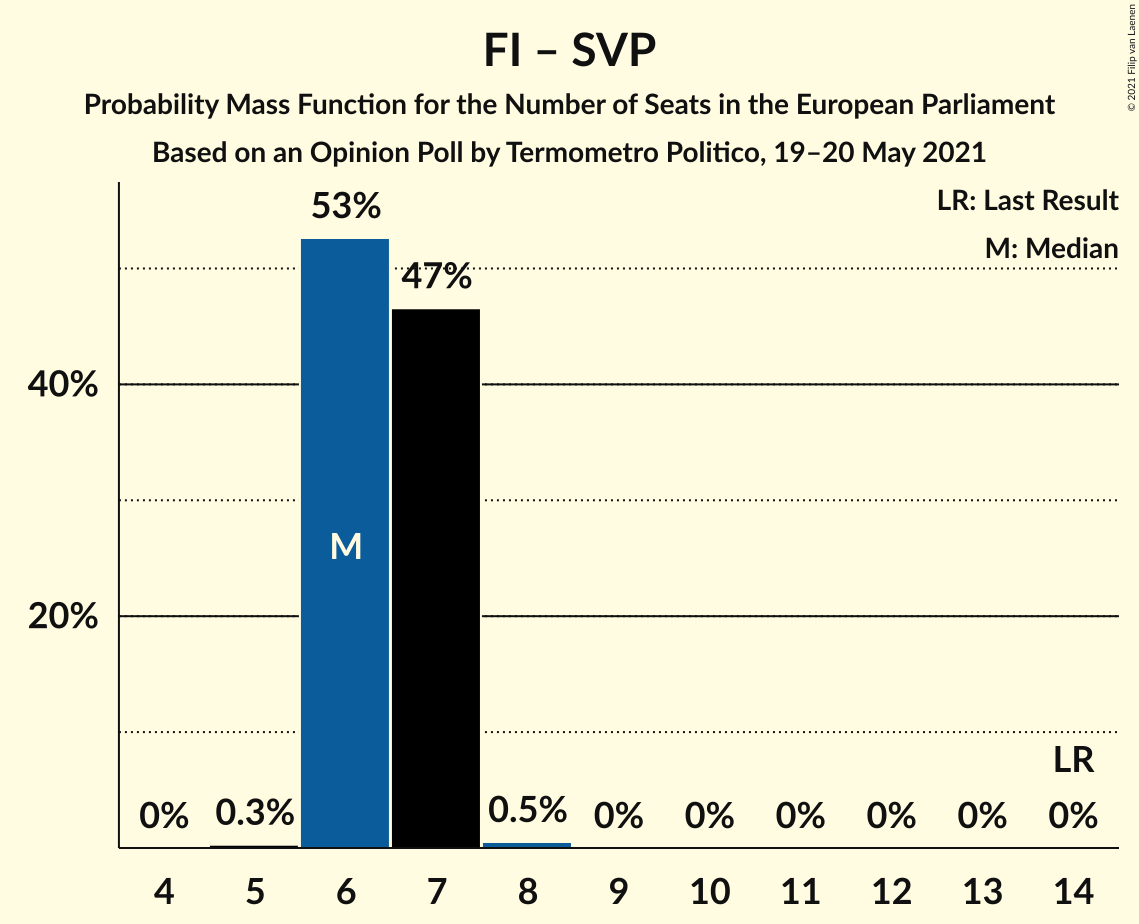 FI – SVP
Probability Mass Function for the Number of Seats in the European Parliament
Based on an Opinion Poll by Termometro Politico, 19–20 May 2021
© 2021 Filip van Laenen
LR: Last Result
M: Median
53%
47%
40%
M
20%
LR
0% 0.3% 0.5% 0% 0% 0% 0% 0% 0%
4 5 6 7 8 9 10 11 12 13 14